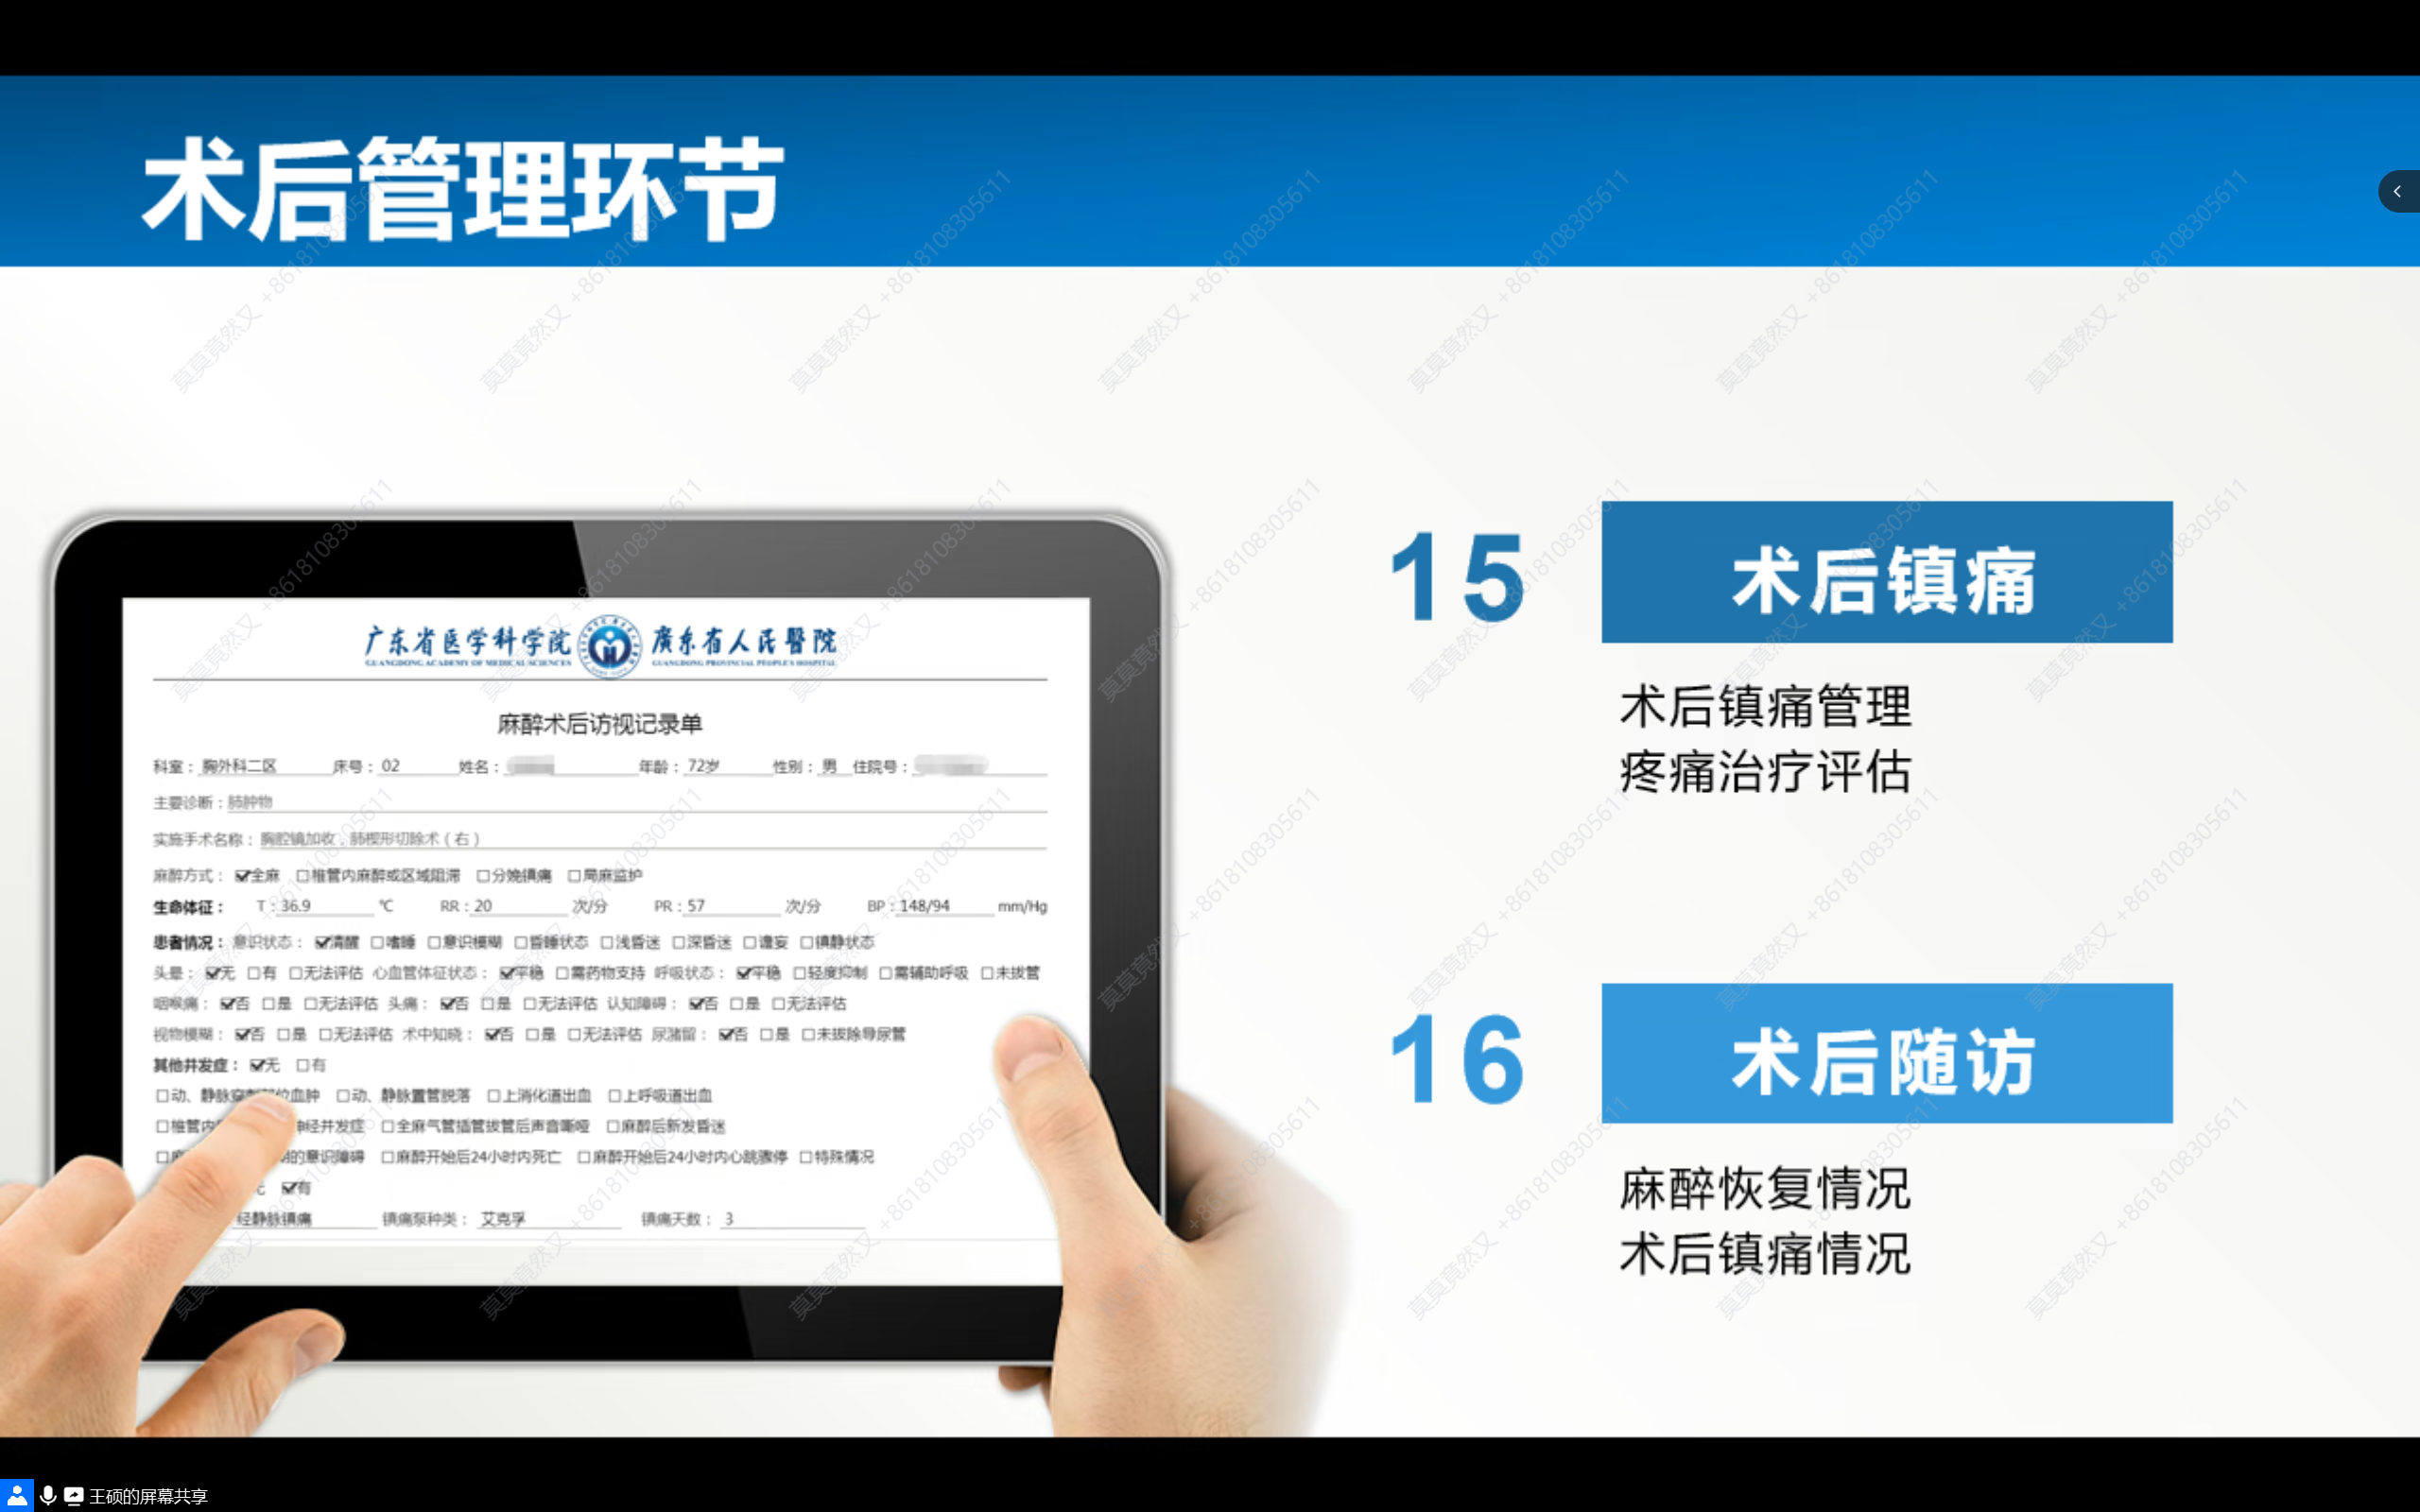 术后管理环节
广东省医学科学院 廣东省人民醫院
GUANGDONG ACADEMY OF MEDICAL SCIENCES GUANGDONG PROVINCIAL PEOPLE'S HOSPITAL
麻醉术后访视记录单
科室：胸外科二区 床号：02 姓名： 年龄：72岁 性别：男 住院号：
主要诊断：肺肿物
实施手术名称：胸腔镜加收，肺楔形切除术（右）
麻醉方式：☑全麻 □椎管内麻醉或区域阻滞 □分娩镇痛 □局麻监护
生命体征： T：36.9 ℃ RR：20 次/分 PR：57 次/分 BP：148/94 mm/Hg
患者情况：意识状态：☑清醒 □嗜睡 □意识模糊 □昏睡状态 □浅昏迷 □深昏迷 □谵妄 □镇静状态
头晕：☑无 □有 □无法评估 心血管体征状态：☑平稳 □需药物支持 呼吸状态：☑平稳 □轻度抑制 □需辅助呼吸 □未拔管
咽喉痛：☑否 □是 □无法评估 头痛：☑否 □是 □无法评估 认知障碍：☑否 □是 □无法评估
视物模糊：☑否 □是 □无法评估 术中知晓：☑否 □是 □无法评估 尿潴留：☑否 □是 □未拔除导尿管
其他并发症：☑无 □有
□动、静脉穿 血肿 □动、静脉置管脱落 □上消化道出血 □上呼吸道出血
□椎管内 神经并发症 □全麻气管插管拔管后声音嘶哑 □麻醉后新发昏迷
□ 的意识障碍 □麻醉开始后24小时内死亡 □麻醉开始后24小时内心跳骤停 □特殊情况
☑有
经静脉镇痛 镇痛泵种类：艾克孚 镇痛天数：3
15 术后镇痛
术后镇痛管理
疼痛治疗评估
16 术后随访
麻醉恢复情况
术后镇痛情况
莫莫竟然又 +8618108305611
王硕的屏幕共享